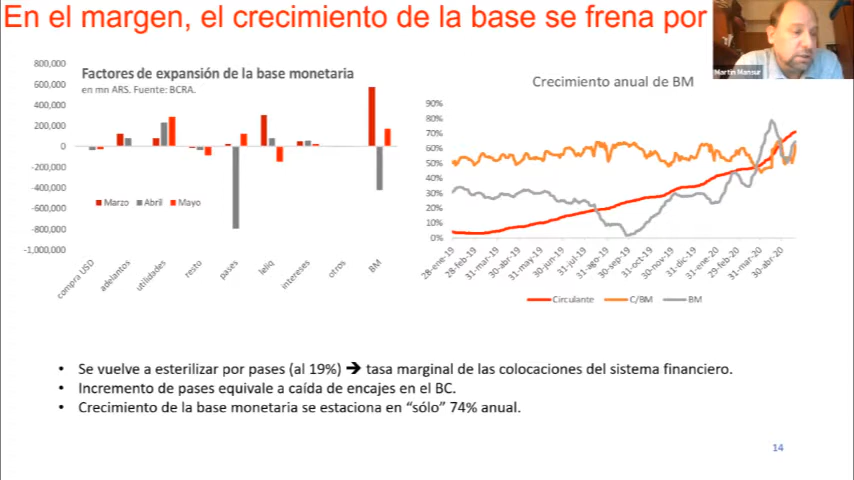 En el margen, el crecimiento de la base se frena por
Martin Mansur
Factores de expansión de la base monetaria
en mn ARS. Fuente: BCRA.
800,000
600,000
400,000
200,000
0
-200,000
-400,000
-600,000
-800,000
-1,000,000
Marzo Abril Mayo
compra USD
adelantos
utilidades
resto
pases
leliq
intereses
otros
BM
Crecimiento anual de BM
90%
80%
70%
60%
50%
40%
30%
20%
10%
0%
28-ene-19
28-feb-19
31-mar-19
30-abr-19
31-may-19
30-jun-19
31-jul-19
31-ago-19
30-sep-19
31-oct-19
30-nov-19
31-dic-19
31-ene-20
29-feb-20
31-mar-20
30-abr-20
Circulante C/BM BM
• Se vuelve a esterilizar por pases (al 19%) ➔ tasa marginal de las colocaciones del sistema financiero.
• Incremento de pases equivale a caída de encajes en el BC.
• Crecimiento de la base monetaria se estaciona en “sólo” 74% anual.
14